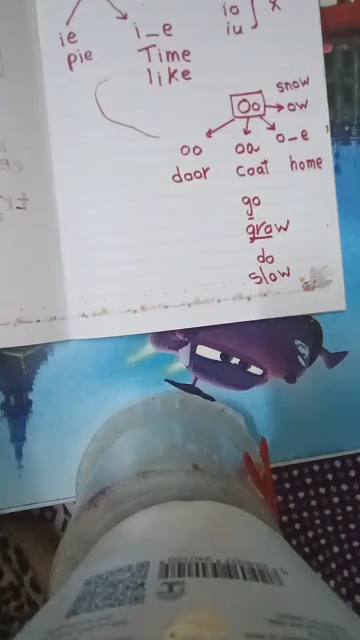 io
iu
x
ie
i_e
pie
Time
like
snow
Oo
ow
oo
oa
o_e
door
coat
home
go
grow
do
slow